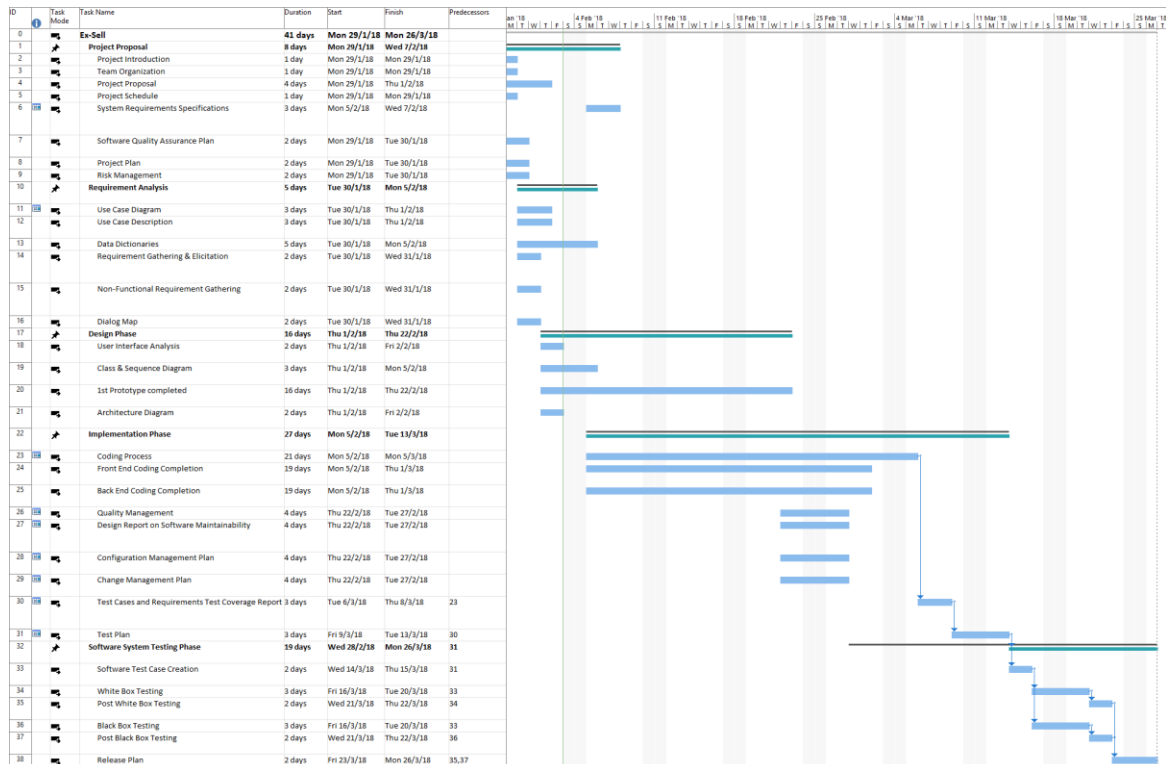 ID Task Mode Task Name Duration Start Finish Predecessors
an '18 4 Feb '18 11 Feb '18 18 Feb '18 25 Feb '18 4 Mar '18 11 Mar '18 18 Mar '18 25 Mar '18
M T W T F S S M T W T F S S M T W T F S S M T W T F S S M T W T F S S M T W T F S S M T W T F S S M T W T F S S M T
0 Ex-Sell 41 days Mon 29/1/18 Mon 26/3/18
1 Project Proposal 8 days Mon 29/1/18 Wed 7/2/18
2 Project Introduction 1 day Mon 29/1/18 Mon 29/1/18
3 Team Organization 1 day Mon 29/1/18 Mon 29/1/18
4 Project Proposal 4 days Mon 29/1/18 Thu 1/2/18
5 Project Schedule 1 day Mon 29/1/18 Mon 29/1/18
6 System Requirements Specifications 3 days Mon 5/2/18 Wed 7/2/18
7 Software Quality Assurance Plan 2 days Mon 29/1/18 Tue 30/1/18
8 Project Plan 2 days Mon 29/1/18 Tue 30/1/18
9 Risk Management 2 days Mon 29/1/18 Tue 30/1/18
10 Requirement Analysis 5 days Tue 30/1/18 Mon 5/2/18
11 Use Case Diagram 3 days Tue 30/1/18 Thu 1/2/18
12 Use Case Description 3 days Tue 30/1/18 Thu 1/2/18
13 Data Dictionaries 5 days Tue 30/1/18 Mon 5/2/18
14 Requirement Gathering & Elicitation 2 days Tue 30/1/18 Wed 31/1/18
15 Non-Functional Requirement Gathering 2 days Tue 30/1/18 Wed 31/1/18
16 Dialog Map 2 days Tue 30/1/18 Wed 31/1/18
17 Design Phase 16 days Thu 1/2/18 Thu 22/2/18
18 User Interface Analysis 2 days Thu 1/2/18 Fri 2/2/18
19 Class & Sequence Diagram 3 days Thu 1/2/18 Mon 5/2/18
20 1st Prototype completed 16 days Thu 1/2/18 Thu 22/2/18
21 Architecture Diagram 2 days Thu 1/2/18 Fri 2/2/18
22 Implementation Phase 27 days Mon 5/2/18 Tue 13/3/18
23 Coding Process 21 days Mon 5/2/18 Mon 5/3/18
24 Front End Coding Completion 19 days Mon 5/2/18 Thu 1/3/18
25 Back End Coding Completion 19 days Mon 5/2/18 Thu 1/3/18
26 Quality Management 4 days Thu 22/2/18 Tue 27/2/18
27 Design Report on Software Maintainability 4 days Thu 22/2/18 Tue 27/2/18
28 Configuration Management Plan 4 days Thu 22/2/18 Tue 27/2/18
29 Change Management Plan 4 days Thu 22/2/18 Tue 27/2/18
30 Test Cases and Requirements Test Coverage Report 3 days Tue 6/3/18 Thu 8/3/18 23
31 Test Plan 3 days Fri 9/3/18 Tue 13/3/18 30
32 Software System Testing Phase 19 days Wed 28/2/18 Mon 26/3/18 31
33 Software Test Case Creation 2 days Wed 14/3/18 Thu 15/3/18 31
34 White Box Testing 3 days Fri 16/3/18 Tue 20/3/18 33
35 Post White Box Testing 2 days Wed 21/3/18 Thu 22/3/18 34
36 Black Box Testing 3 days Fri 16/3/18 Tue 20/3/18 33
37 Post Black Box Testing 2 days Wed 21/3/18 Thu 22/3/18 36
38 Release Plan 2 days Fri 23/3/18 Mon 26/3/18 35,37